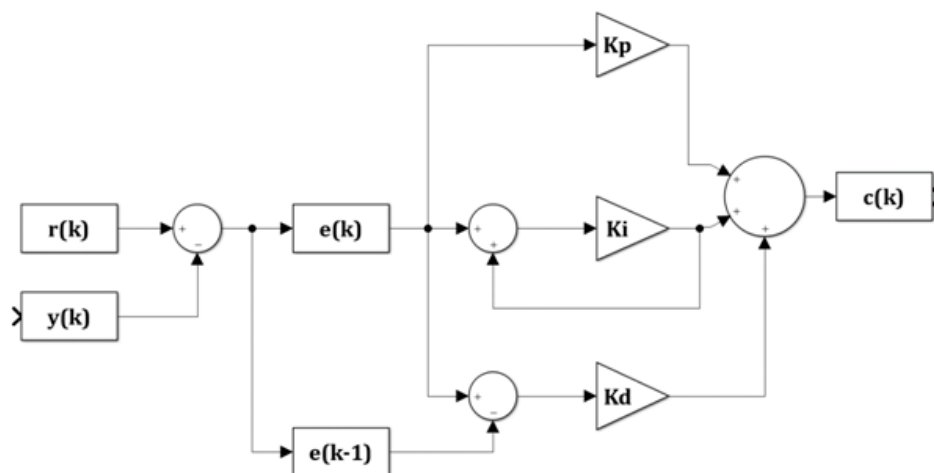 Kp
r(k)
e(k)
Ki
c(k)
y(k)
Kd
e(k-1)
+
−
+
+
+
−
+
+
+